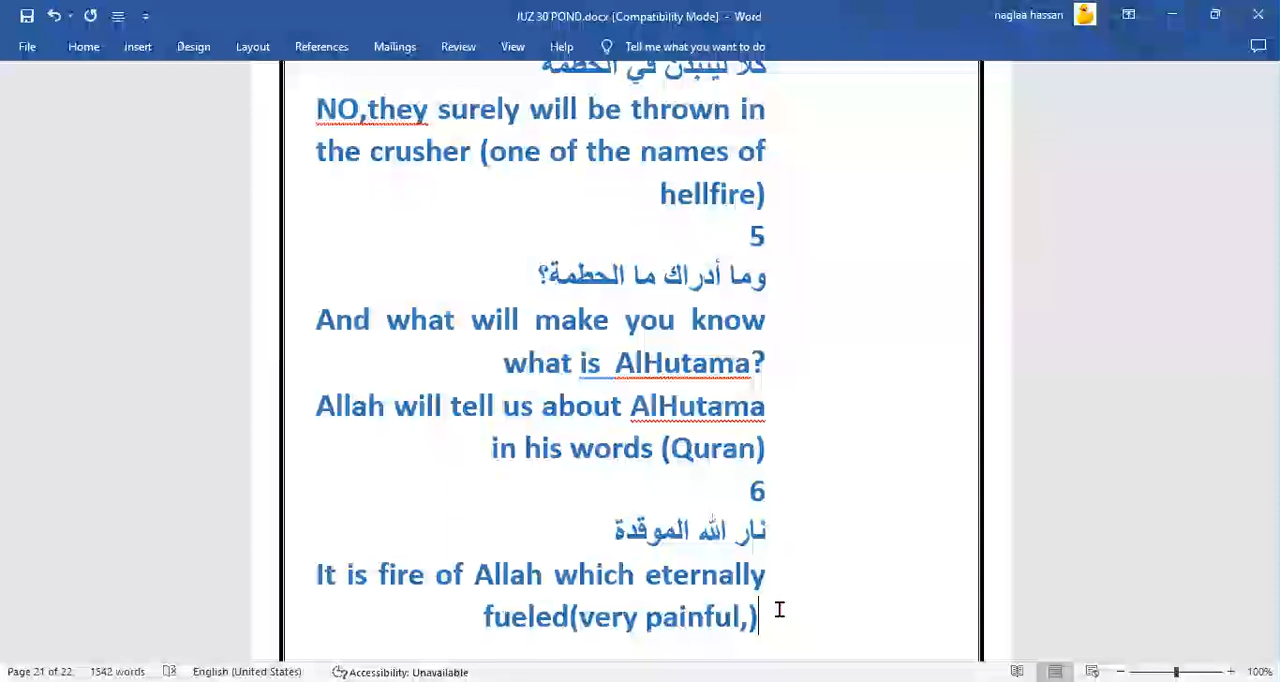 JUZ 30 POND.docx [Compatibility Mode] - Word
naglaa hassan
File Home Insert Design Layout References Mailings Review View Help Tell me what you want to do
كلا لينبذن في الحطمة
NO,they surely will be thrown in
the crusher (one of the names of
hellfire)
5
وما أدراك ما الحطمة؟
And what will make you know
what is AlHutama?
Allah will tell us about AlHutama
in his words (Quran)
6
نار الله الموقدة
It is fire of Allah which eternally
fueled(very painful,)
Page 21 of 22 1542 words English (United States) Accessibility: Unavailable 100%